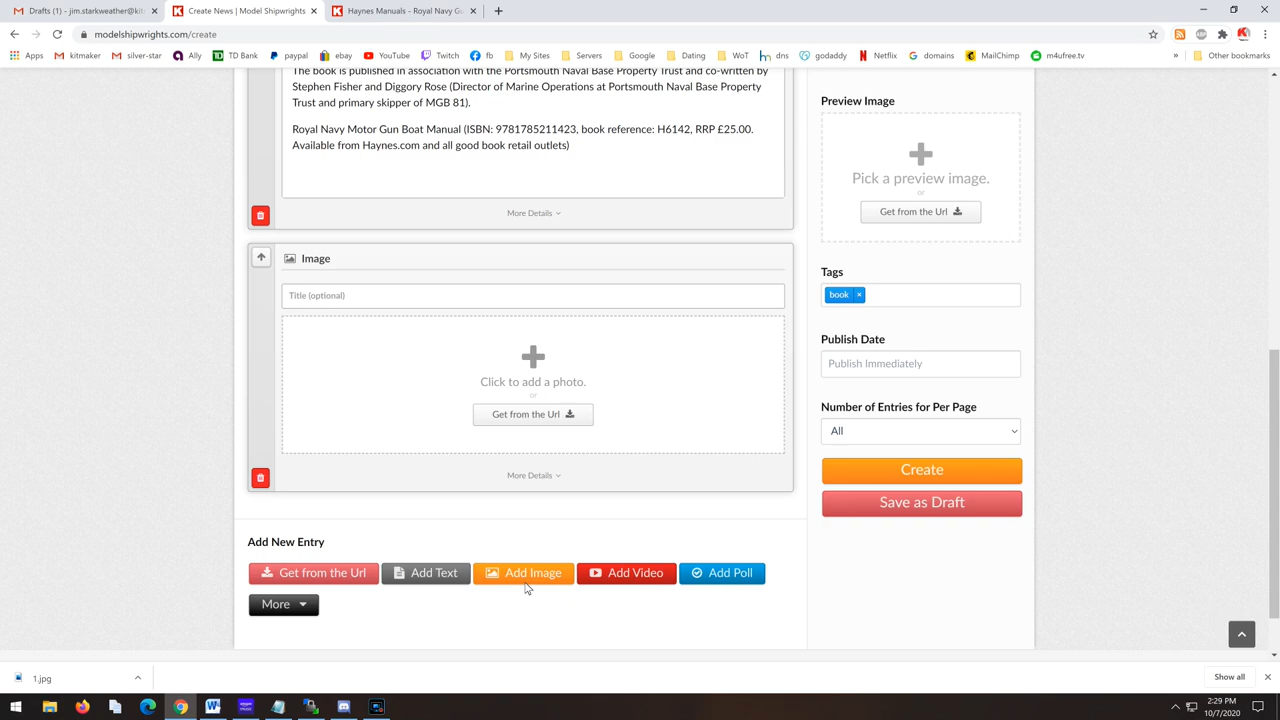 Drafts (1) - jim.starkweather@kit
Create News | Model Shipwrights
Haynes Manuals - Royal Navy Gu
modelshipwrights.com/create
Apps
kitmaker
silver-star
Ally
TD Bank
paypal
ebay
YouTube
Twitch
fb
My Sites
Servers
Google
Dating
WoT
dns
godaddy
Netflix
domains
MailChimp
m4ufree.tv
»
Other bookmarks
The book is published in association with the Portsmouth Naval Base Property Trust and co-written by
Stephen Fisher and Diggory Rose (Director of Marine Operations at Portsmouth Naval Base Property
Trust and primary skipper of MGB 81).
Royal Navy Motor Gun Boat Manual (ISBN: 9781785211423, book reference: H6142, RRP £25.00.
Available from Haynes.com and all good book retail outlets)
More Details
Image
Title (optional)
Click to add a photo.
or
Get from the Url
More Details
Add New Entry
Get from the Url
Add Text
Add Image
Add Video
Add Poll
More
Preview Image
Pick a preview image.
or
Get from the Url
Tags
book ×
Publish Date
Publish Immediately
Number of Entries for Per Page
All
Create
Save as Draft
1.jpg
Show all
2:29 PM
10/7/2020